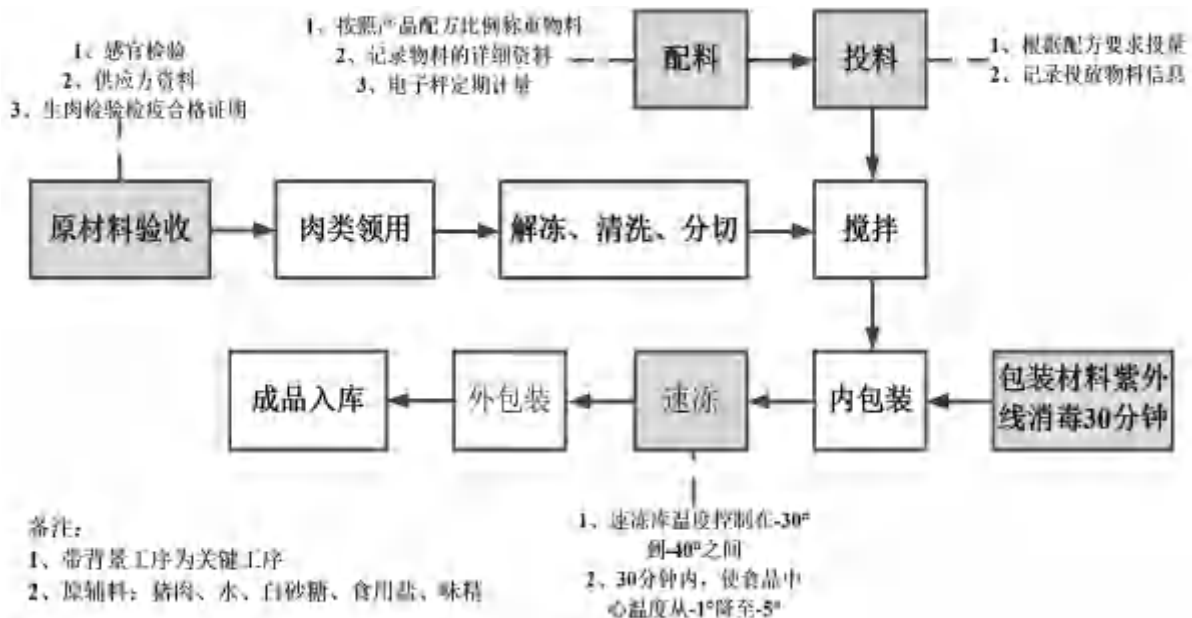 1、感官检验
2、供应力资料
3、生肉检验检疫合格证明
1、按照产品配方比例称重物料
2、记录物料的详细资料
3、电子秤定期计量
配料
投料
1、根据配方要求投量
2、记录投放物料信息
原材料验收
肉类领用
解冻、清洗、分切
搅拌
成品入库
外包装
速冻
内包装
包装材料紫外
线消毒30分钟
1、速冻库温度控制在-30°
到-40°之间
2、30分钟内，使食品中
心温度从-1°降至-5°
备注：
1、带背景工序为关键工序
2、原辅料：猪肉、水、白砂糖、食用盐、味精